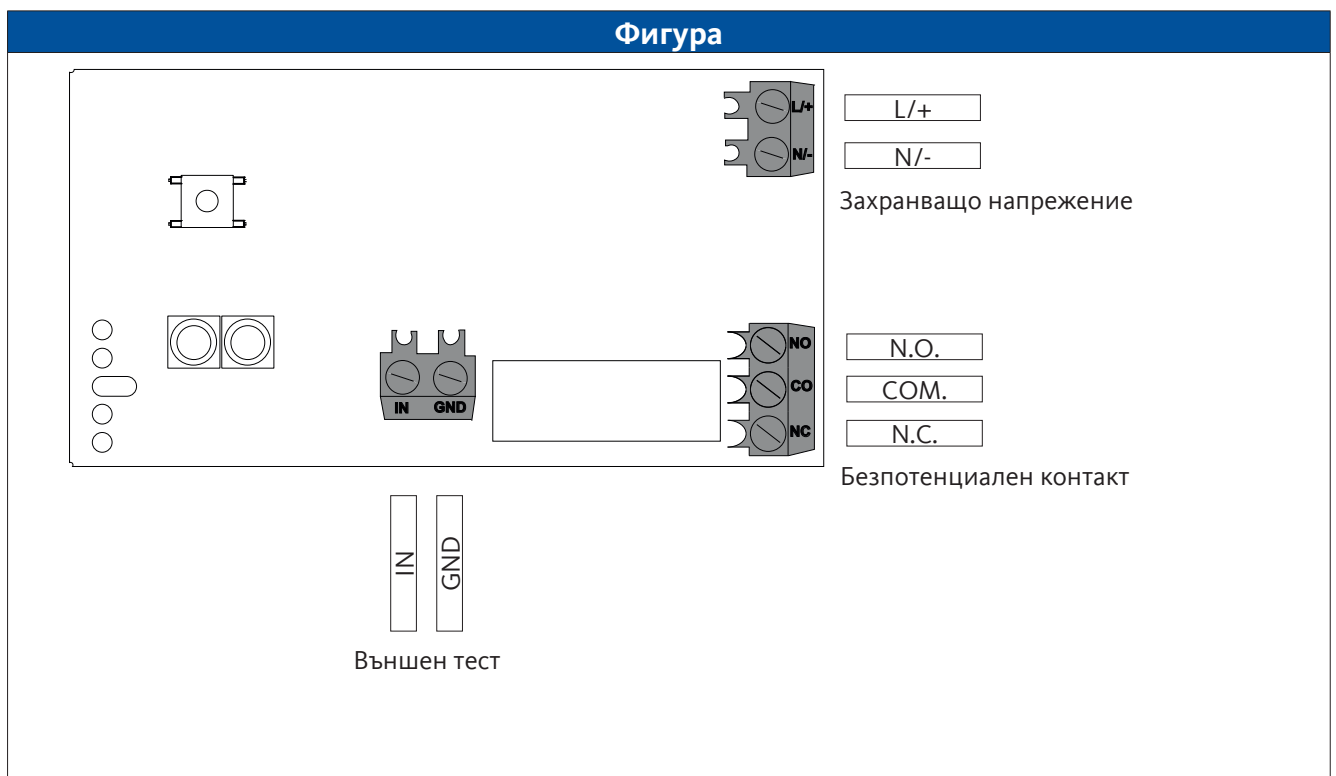 Фигура
L/+ L/+
N/- N/-
Захранващо напрежение
NO N.O.
CO COM.
NC N.C.
IN GND
Безпотенциален контакт
IN GND
Външен тест